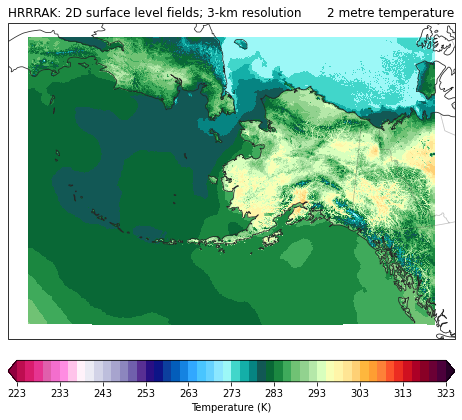 HRRRAK: 2D surface level fields; 3-km resolution 2 metre temperature
223 233 243 253 263 273 283 293 303 313 323
Temperature (K)